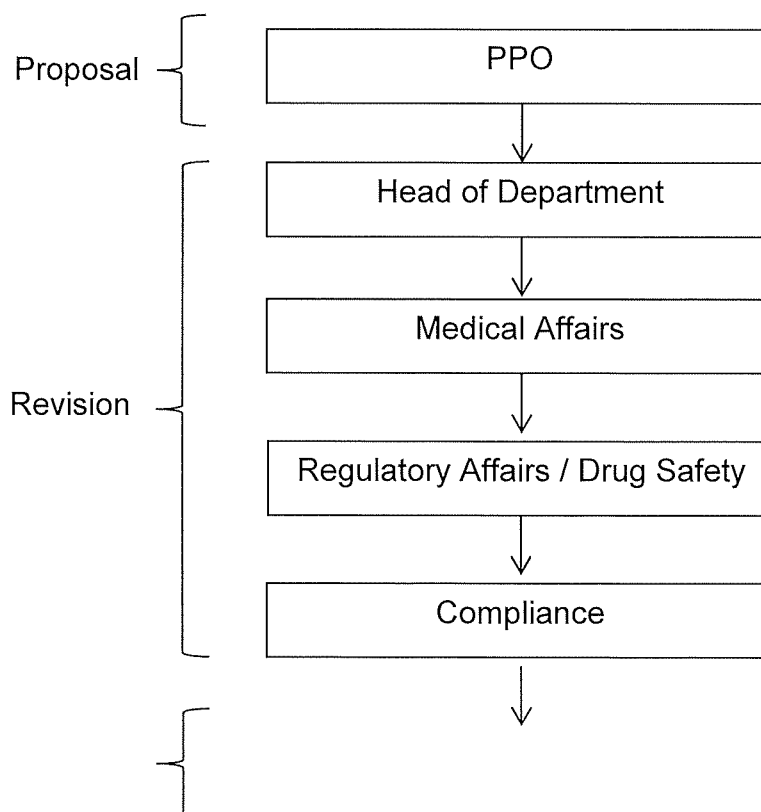 Proposal
PPO
Head of Department
Medical Affairs
Revision
Regulatory Affairs / Drug Safety
Compliance